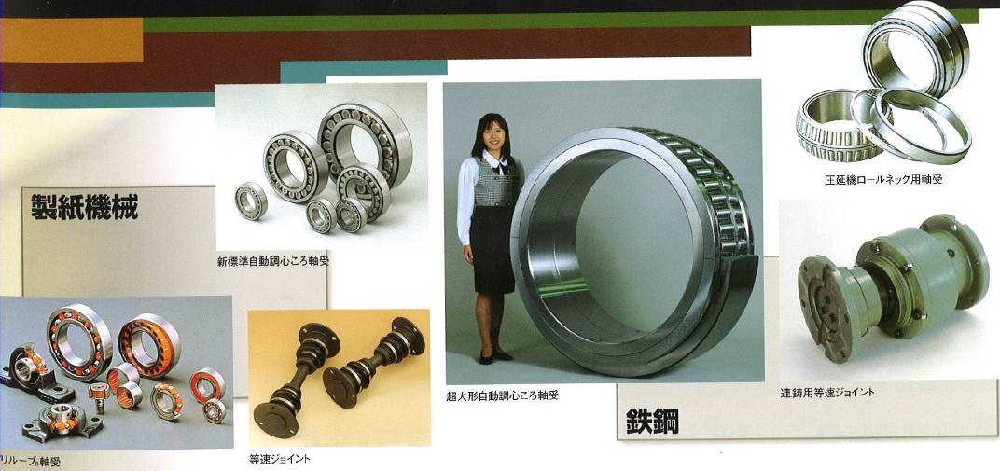 製紙機械
新標準自動調心ころ軸受
リループ®軸受
等速ジョイント
超大形自動調心ころ軸受
圧延機ロールネック用軸受
連鋳用等速ジョイント
鉄鋼